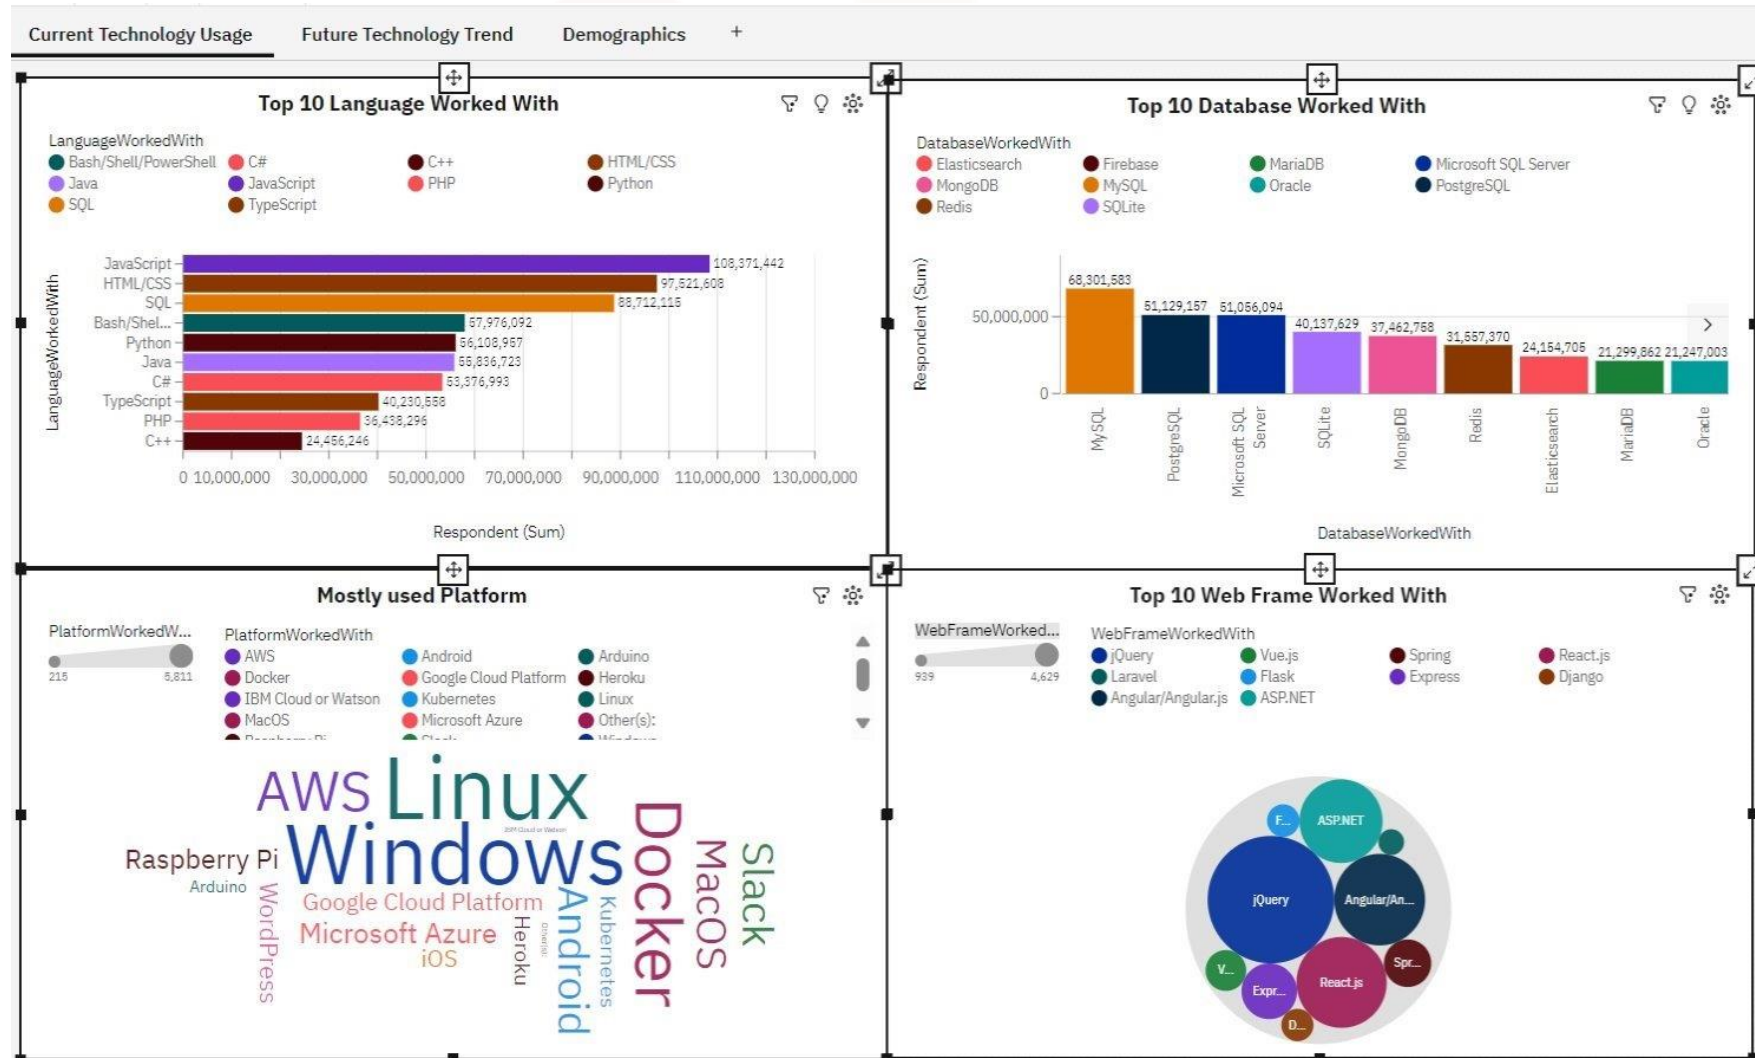 Current Technology Usage Future Technology Trend Demographics +
Top 10 Language Worked With
LanguageWorkedWith
Bash/Shell/PowerShell C# C++ HTML/CSS
Java JavaScript PHP Python
SQL TypeScript
LanguageWorkedWith
JavaScript 108,371,442
HTML/CSS 97,521,608
SQL 88,712,115
Bash/Shel... 57,976,092
Python 56,108,957
Java 55,836,723
C# 53,376,993
TypeScript 40,230,558
PHP 36,438,296
C++ 24,456,246
0 10,000,000 30,000,000 50,000,000 70,000,000 90,000,000 110,000,000 130,000,000
Respondent (Sum)
Top 10 Database Worked With
DatabaseWorkedWith
Elasticsearch Firebase MariaDB Microsoft SQL Server
MongoDB MySQL Oracle PostgreSQL
Redis SQLite
Respondent (Sum)
50,000,000
0
68,301,583 51,129,157 51,056,094 40,137,629 37,462,758 31,557,370 24,154,705 21,299,862 21,247,003
MySQL
PostgreSQL
Microsoft SQL
Server
SQLite
MongoDB
Redis
Elasticsearch
MariaDB
Oracle
DatabaseWorkedWith
Mostly used Platform
PlatformWorkedW...
215 5,811
PlatformWorkedWith
AWS Android Arduino
Docker Google Cloud Platform Heroku
IBM Cloud or Watson Kubernetes Linux
MacOS Microsoft Azure Other(s):
Raspberry Pi Slack Windows
AWS
Linux
IBM Cloud or Watson
Windows
Docker
MacOS
Slack
Raspberry Pi
Arduino
WordPress
Google Cloud Platform
Microsoft Azure
iOS
Heroku
Other(s):
Android
Kubernetes
Top 10 Web Frame Worked With
WebFrameWorked...
939 4,629
WebFrameWorkedWith
jQuery Vue.js Spring React.js
Laravel Flask Express Django
Angular/Angular.js ASP.NET
F...
ASP.NET
jQuery
Angular/An...
V...
Expr...
React.js
Spr...
D...